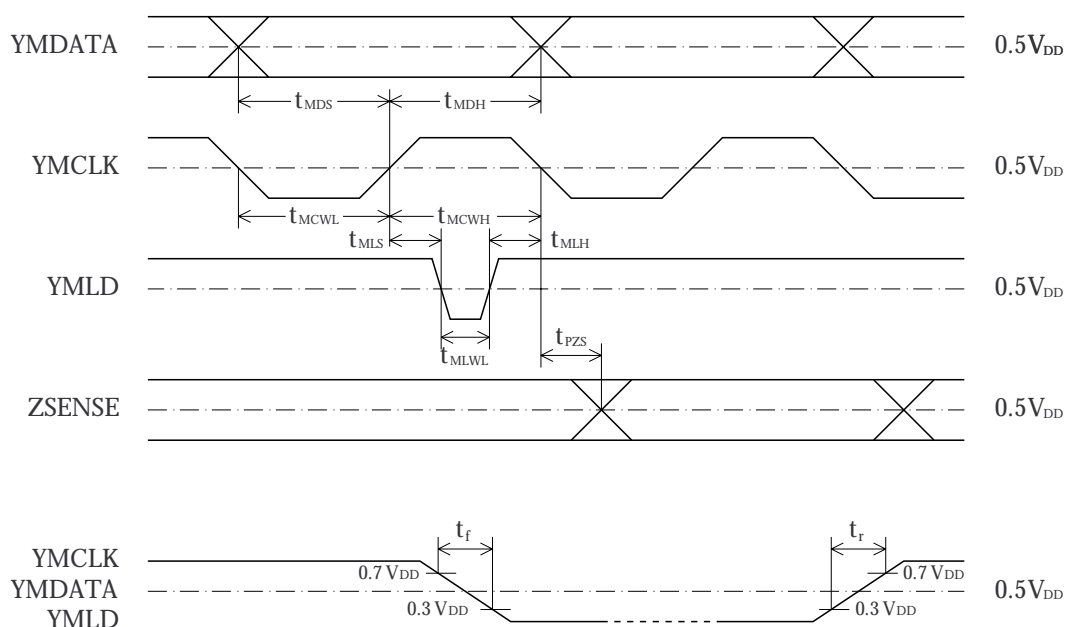 YMDATA 0.5VDD
tMDS tMDH
YMCLK 0.5VDD
tMCWL tMCWH
tMLS tMLH
YMLD 0.5VDD
tPZS
tMLWL
ZSENSE 0.5VDD
tf tr
YMCLK
0.7 VDD 0.7 VDD
YMDATA 0.5VDD
0.3 VDD 0.3 VDD
YMLD